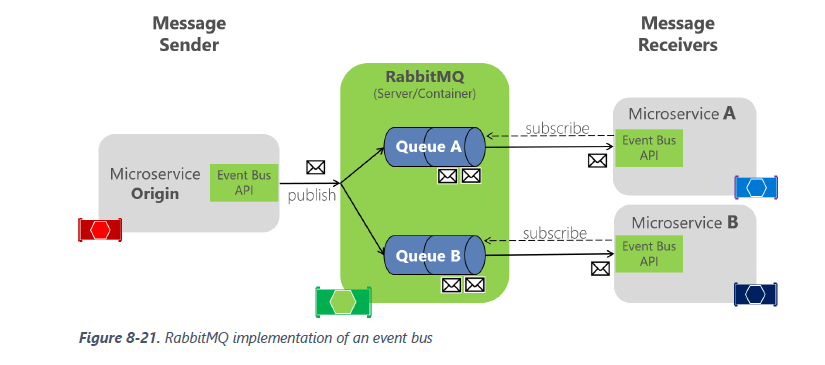 Message
Sender
Message
Receivers
RabbitMQ
(Server/Container)
Microservice
Origin
Event Bus
API
publish
Queue A
Queue B
subscribe
Microservice A
Event Bus
API
subscribe
Microservice B
Event Bus
API
Figure 8-21. RabbitMQ implementation of an event bus